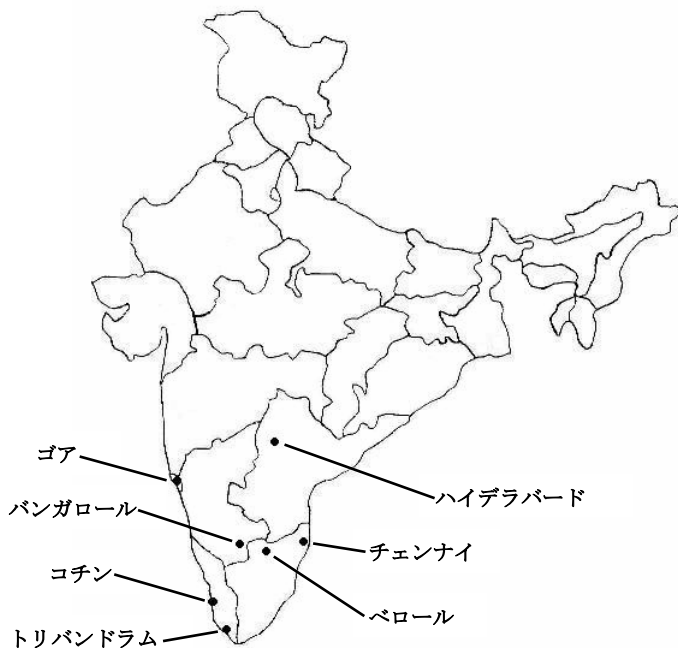 ゴア
バンガロール
コチン
トリバンドラム
ハイデラバード
チェンナイ
ベロール